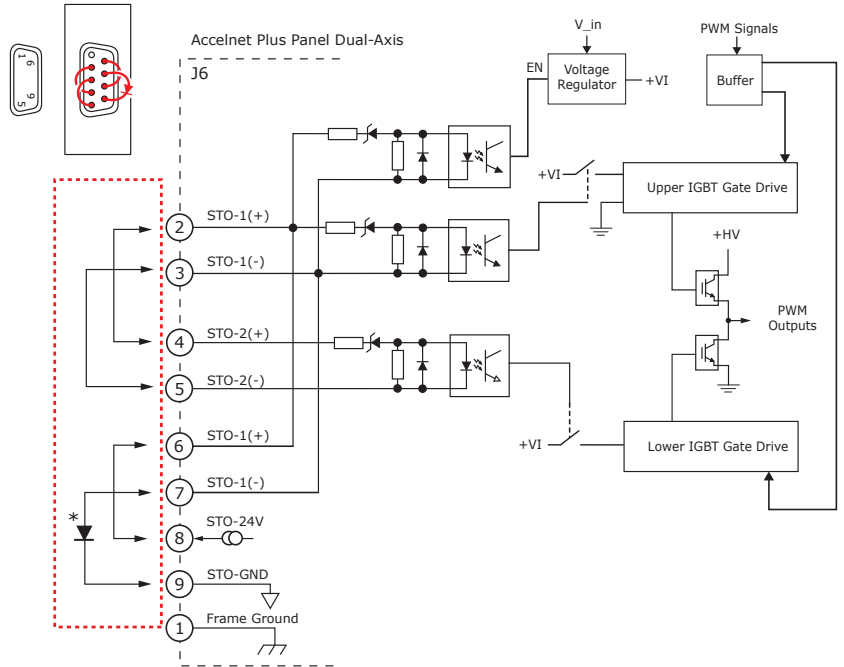 Accelnet Plus Panel Dual-Axis
J6
V_in
PWM Signals
EN
Voltage
Regulator
+VI
Buffer
1
6
9
5
+VI
Upper IGBT Gate Drive
2
STO-1(+)
3
STO-1(-)
+HV
PWM
Outputs
4
STO-2(+)
5
STO-2(-)
+VI
Lower IGBT Gate Drive
6
STO-1(+)
7
STO-1(-)
*
8
STO-24V
9
STO-GND
1
Frame Ground